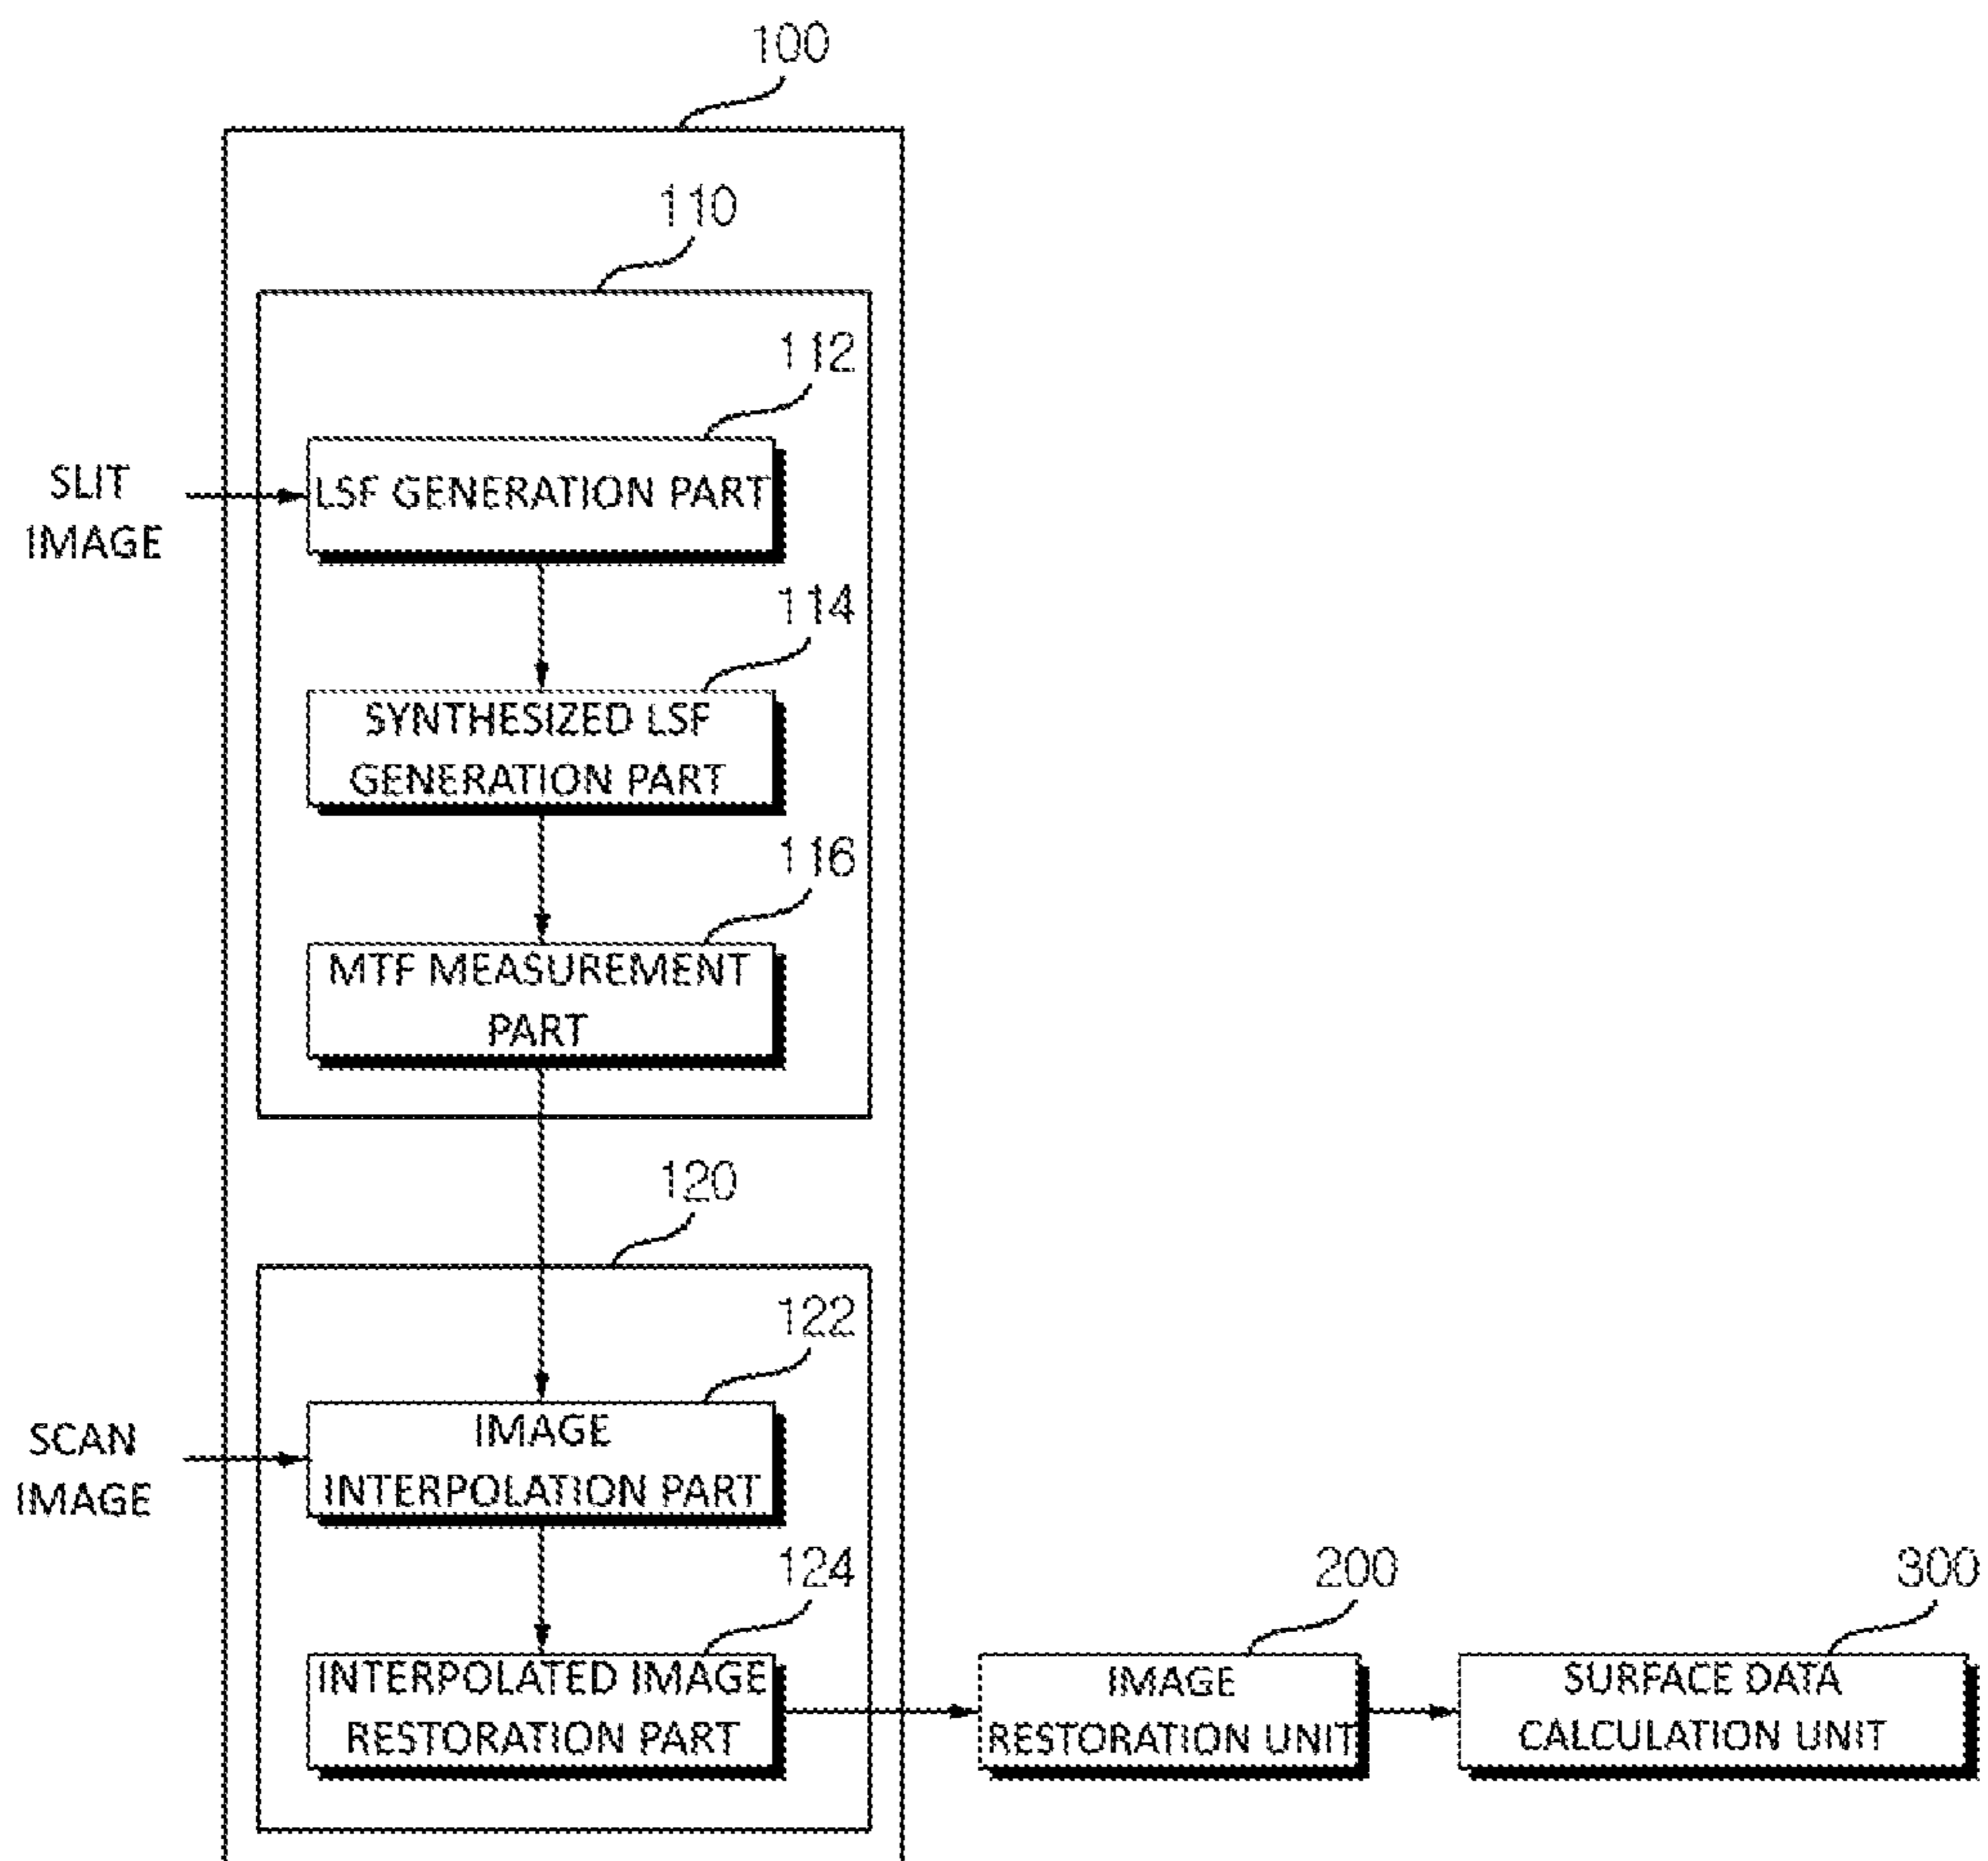 100
110
112
SLIT
IMAGE
LSF GENERATION PART
114
SYNTHESIZED LSF
GENERATION PART
116
MTF MEASUREMENT
PART
120
122
SCAN
IMAGE
IMAGE
INTERPOLATION PART
124
INTERPOLATED IMAGE
RESTORATION PART
200
IMAGE
RESTORATION UNIT
300
SURFACE DATA
CALCULATION UNIT